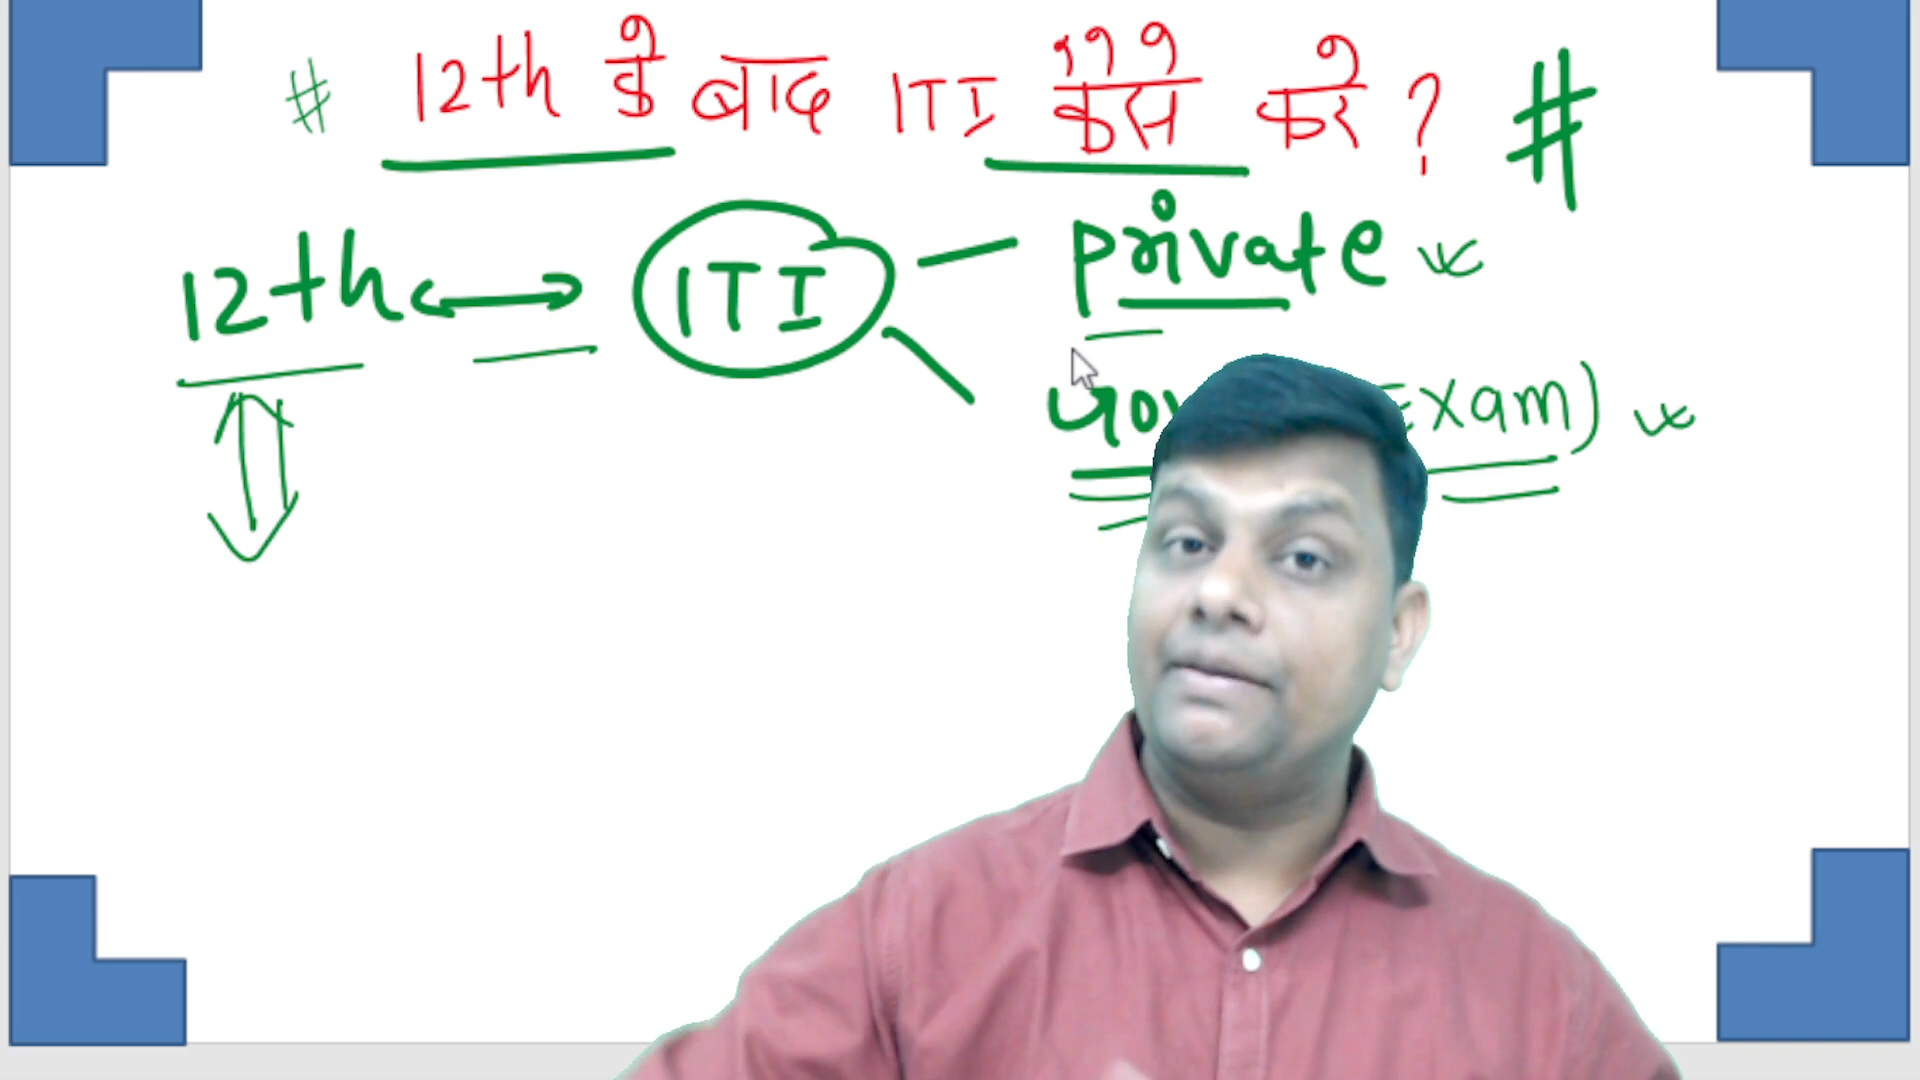 # 12th के बाद ITI कैसे करे ? #
12th ITI private
Exam)